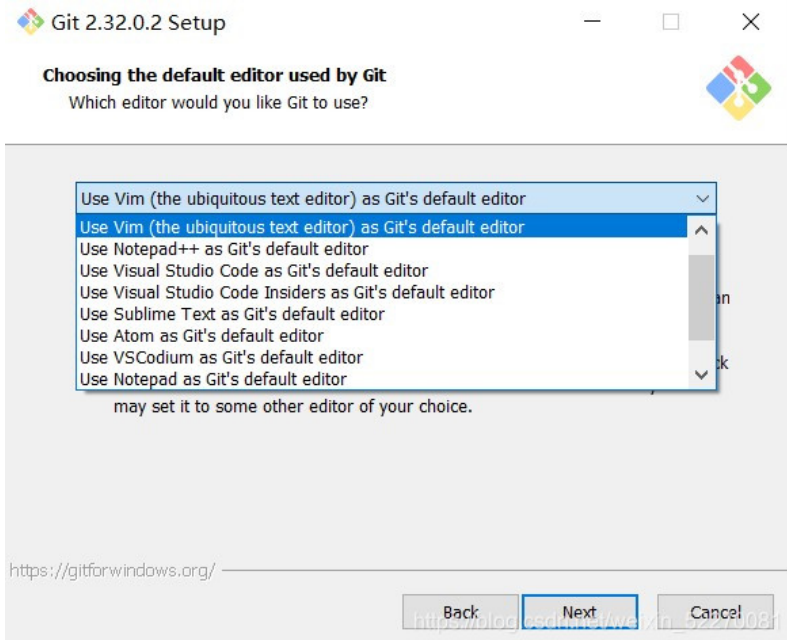 Git 2.32.0.2 Setup
Choosing the default editor used by Git
Which editor would you like Git to use?
Use Vim (the ubiquitous text editor) as Git's default editor
Use Vim (the ubiquitous text editor) as Git's default editor
Use Notepad++ as Git's default editor
Use Visual Studio Code as Git's default editor
Use Visual Studio Code Insiders as Git's default editor
Use Sublime Text as Git's default editor
Use Atom as Git's default editor
Use VSCodium as Git's default editor
Use Notepad as Git's default editor
may set it to some other editor of your choice.
https://gitforwindows.org/
Back Next Cancel
https://blog.csdn.net/weixin_52270081